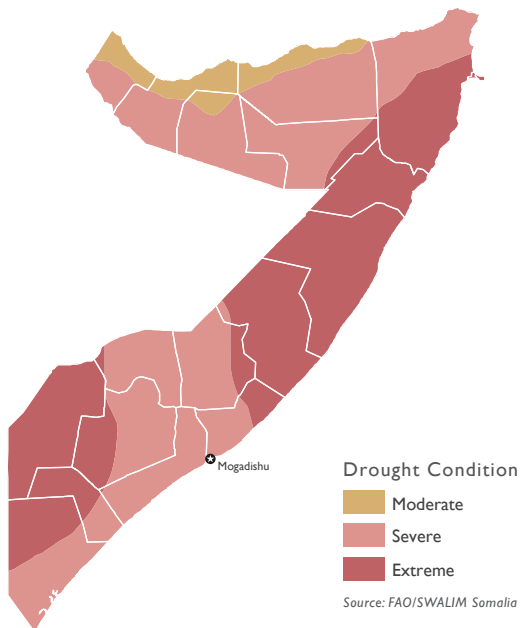 Mogadishu
Drought Condition
Moderate
Severe
Extreme
Source: FAO/SWALIM Somalia